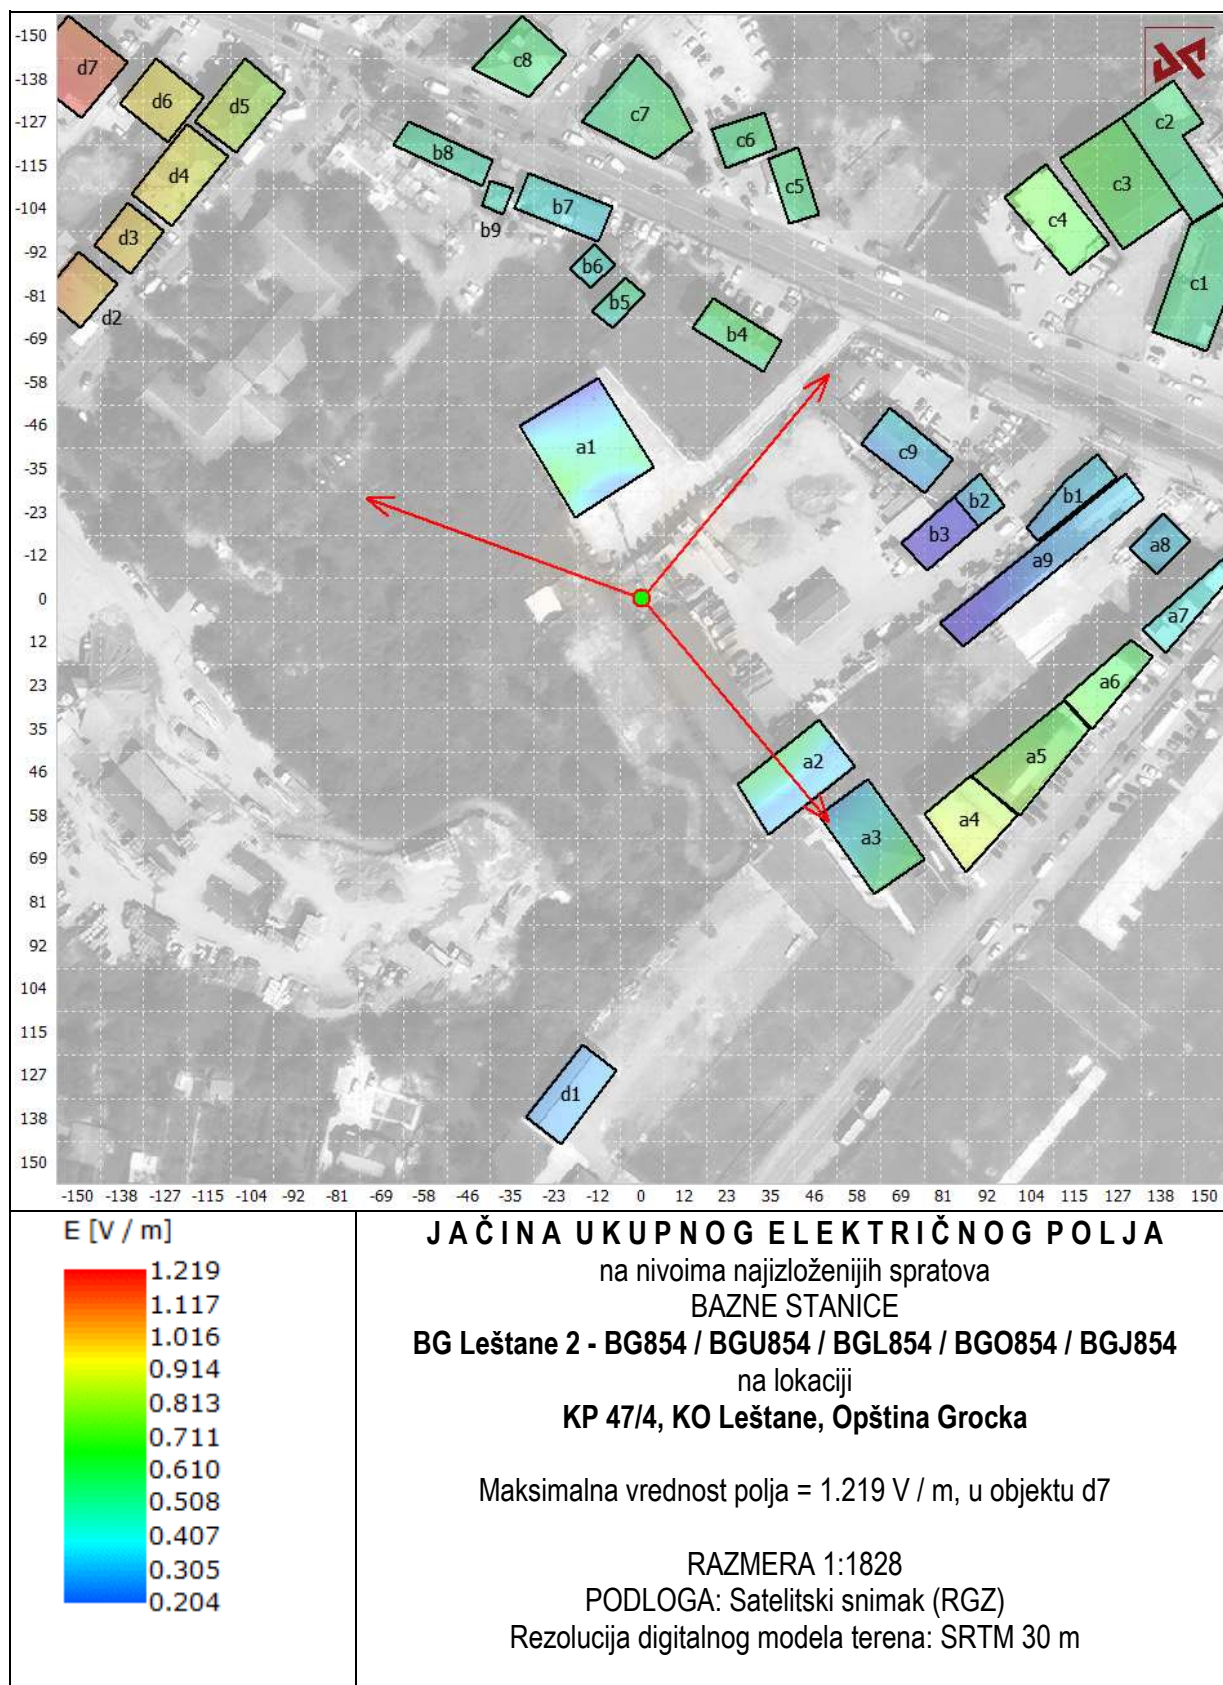 -150
-138
-127
-115
-104
-92
-81
-69
-58
-46
-35
-23
-12
0
12
23
35
46
58
69
81
92
104
115
127
138
150
d7
d6
d5
d4
d3
d2
c8
c7
c6
c5
b8
b9
b7
b6
b5
b4
c2
c3
c4
c1
a1
c9
b2
b3
b1
a9
a8
a7
a6
a5
a4
a2
a3
d1
-150 -138 -127 -115 -104 -92 -81 -69 -58 -46 -35 -23 -12 0 12 23 35 46 58 69 81 92 104 115 127 138 150
E [V / m]
1.219
1.117
1.016
0.914
0.813
0.711
0.610
0.508
0.407
0.305
0.204
JAČINA UKUPNOG ELEKTRIČNOG POLJA
na nivoima najizloženijih spratova
BAZNE STANICE
BG Leštane 2 - BG854 / BGU854 / BGL854 / BGO854 / BGJ854
na lokaciji
KP 47/4, KO Leštane, Opština Grocka
Maksimalna vrednost polja = 1.219 V / m, u objektu d7
RAZMERA 1:1828
PODLOGA: Satelitski snimak (RGZ)
Rezolucija digitalnog modela terena: SRTM 30 m